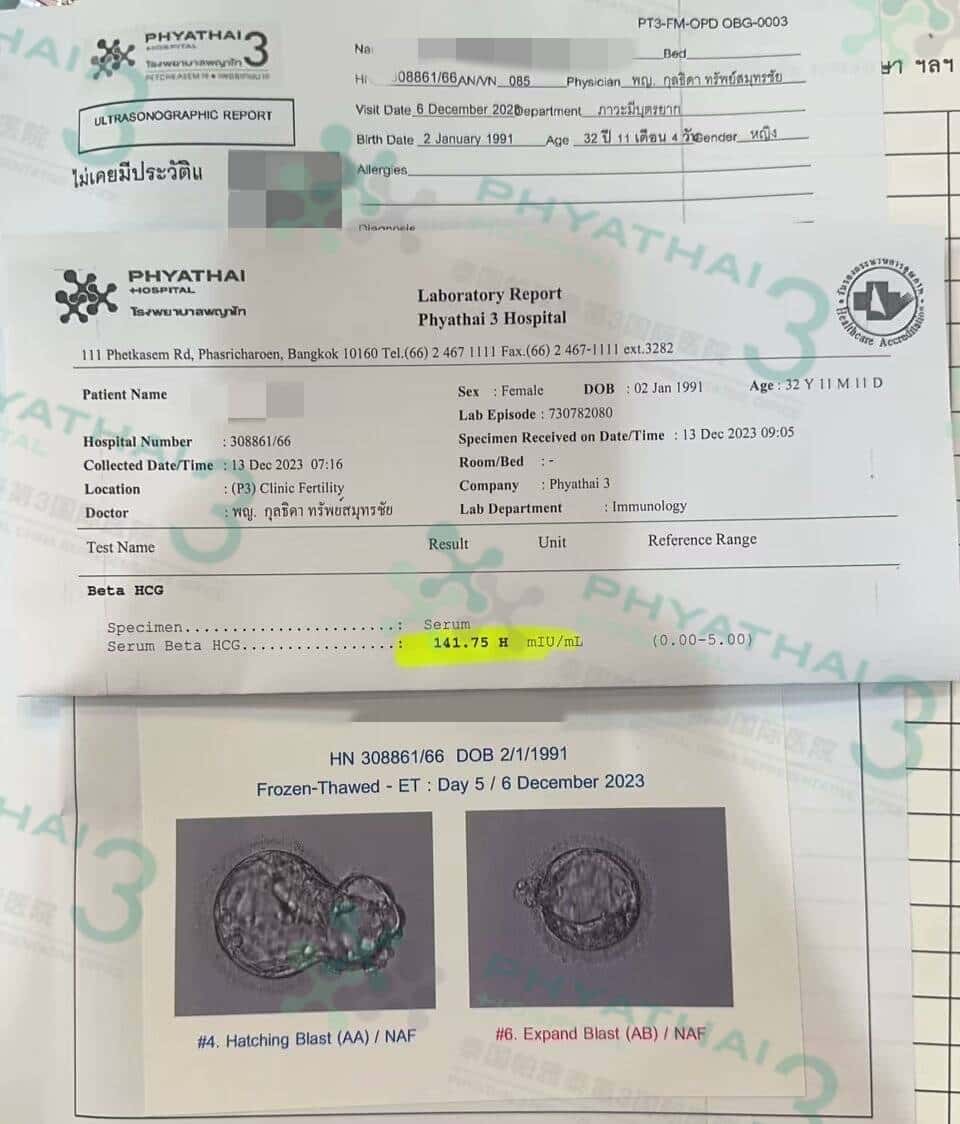 PT3-FM-OPD OBG-0003
PHYATHAI 3
HOSPITAL
โรงพยาบาลพญาไท 3
ULTRASONOGRAPHIC REPORT
ไม่เคยมีประวัติแ
Bed
08861/66 AN/VN 085 Physician พญ. กุลธิดา ทรัพย์สมุทรชัย
Visit Date 6 December Department ภาวะมีบุตรยาก
Birth Date 2 January 1991 Age 32 ปี 11 เดือน 4 วัน Gender หญิง
Allergies
PHYATHAI
HOSPITAL
โรงพยาบาลพญาไท
Laboratory Report
Phyathai 3 Hospital
Healthcare Accreditation
111 Phetkasem Rd, Phasricharoen, Bangkok 10160 Tel.(66) 2 467 1111 Fax.(66) 2 467-1111 ext.3282
Patient Name
Sex : Female DOB : 02 Jan 1991 Age : 32 Y 11 M 11 D
Lab Episode : 730782080
Hospital Number : 308861/66
Specimen Received on Date/Time : 13 Dec 2023 09:05
Collected Date/Time : 13 Dec 2023 07:16
Room/Bed : -
Location : (P3) Clinic Fertility
Company : Phyathai 3
Doctor : พญ. กุลธิดา ทรัพย์สมุทรชัย
Lab Department : Immunology
Test Name Result Unit Reference Range
Beta HCG
Specimen.......................: Serum
Serum Beta HCG.................: 141.75 H mIU/mL (0.00-5.00)
HN 308861/66 DOB 2/1/1991
Frozen-Thawed - ET : Day 5 / 6 December 2023
#4. Hatching Blast (AA) / NAF
#6. Expand Blast (AB) / NAF
PHYATHAI 3